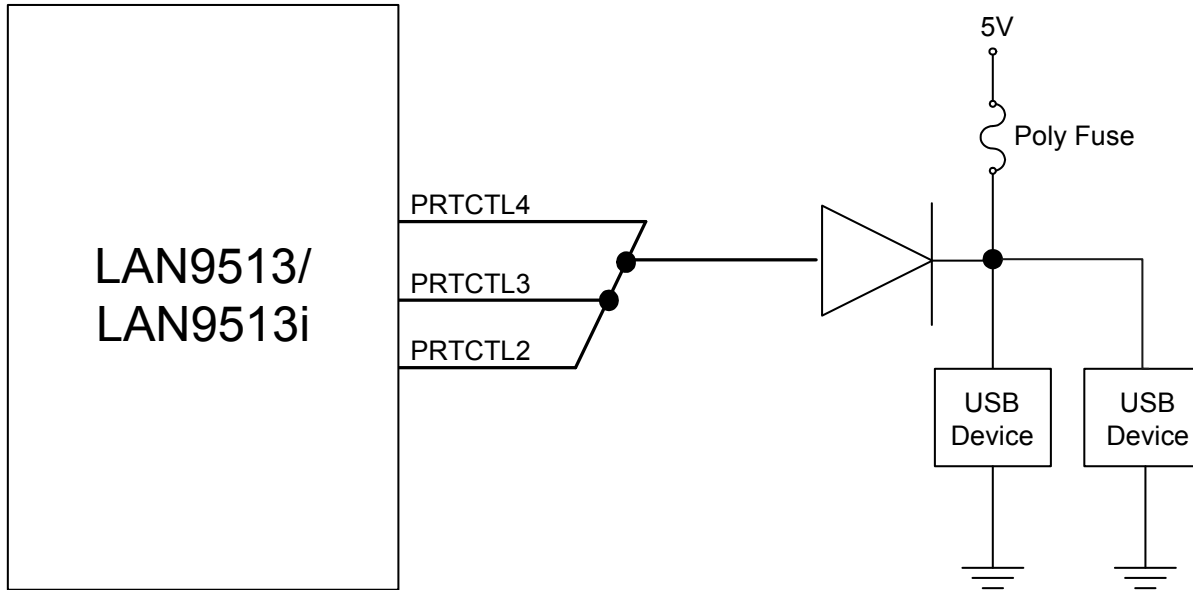 5V
Poly Fuse
PRTCTL4
LAN9513/
LAN9513i
PRTCTL3
PRTCTL2
USB
Device
USB
Device